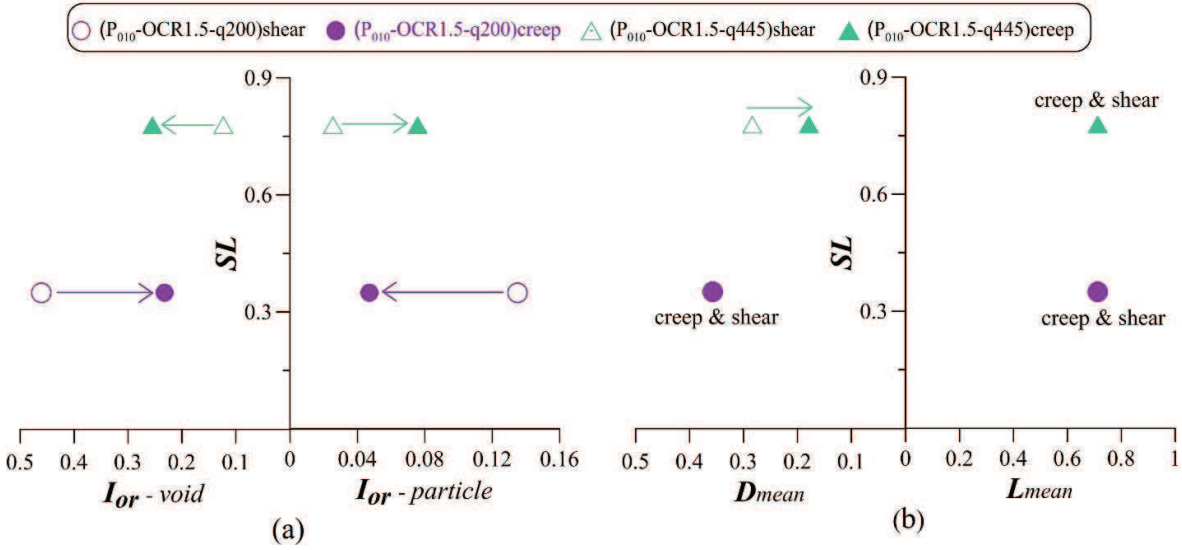 (P₀₁₀-OCR1.5-q200)shear (P₀₁₀-OCR1.5-q200)creep (P₀₁₀-OCR1.5-q445)shear (P₀₁₀-OCR1.5-q445)creep
0.9
0.6
0.3
SL
0.5 0.4 0.3 0.2 0.1 0 0.04 0.08 0.12 0.16
Ior - void Ior - particle
(a)
0.9
creep & shear
0.6
SL
0.3
creep & shear creep & shear
0.5 0.4 0.3 0.2 0.1 0 0.2 0.4 0.6 0.8 1
Dmean Lmean
(b)